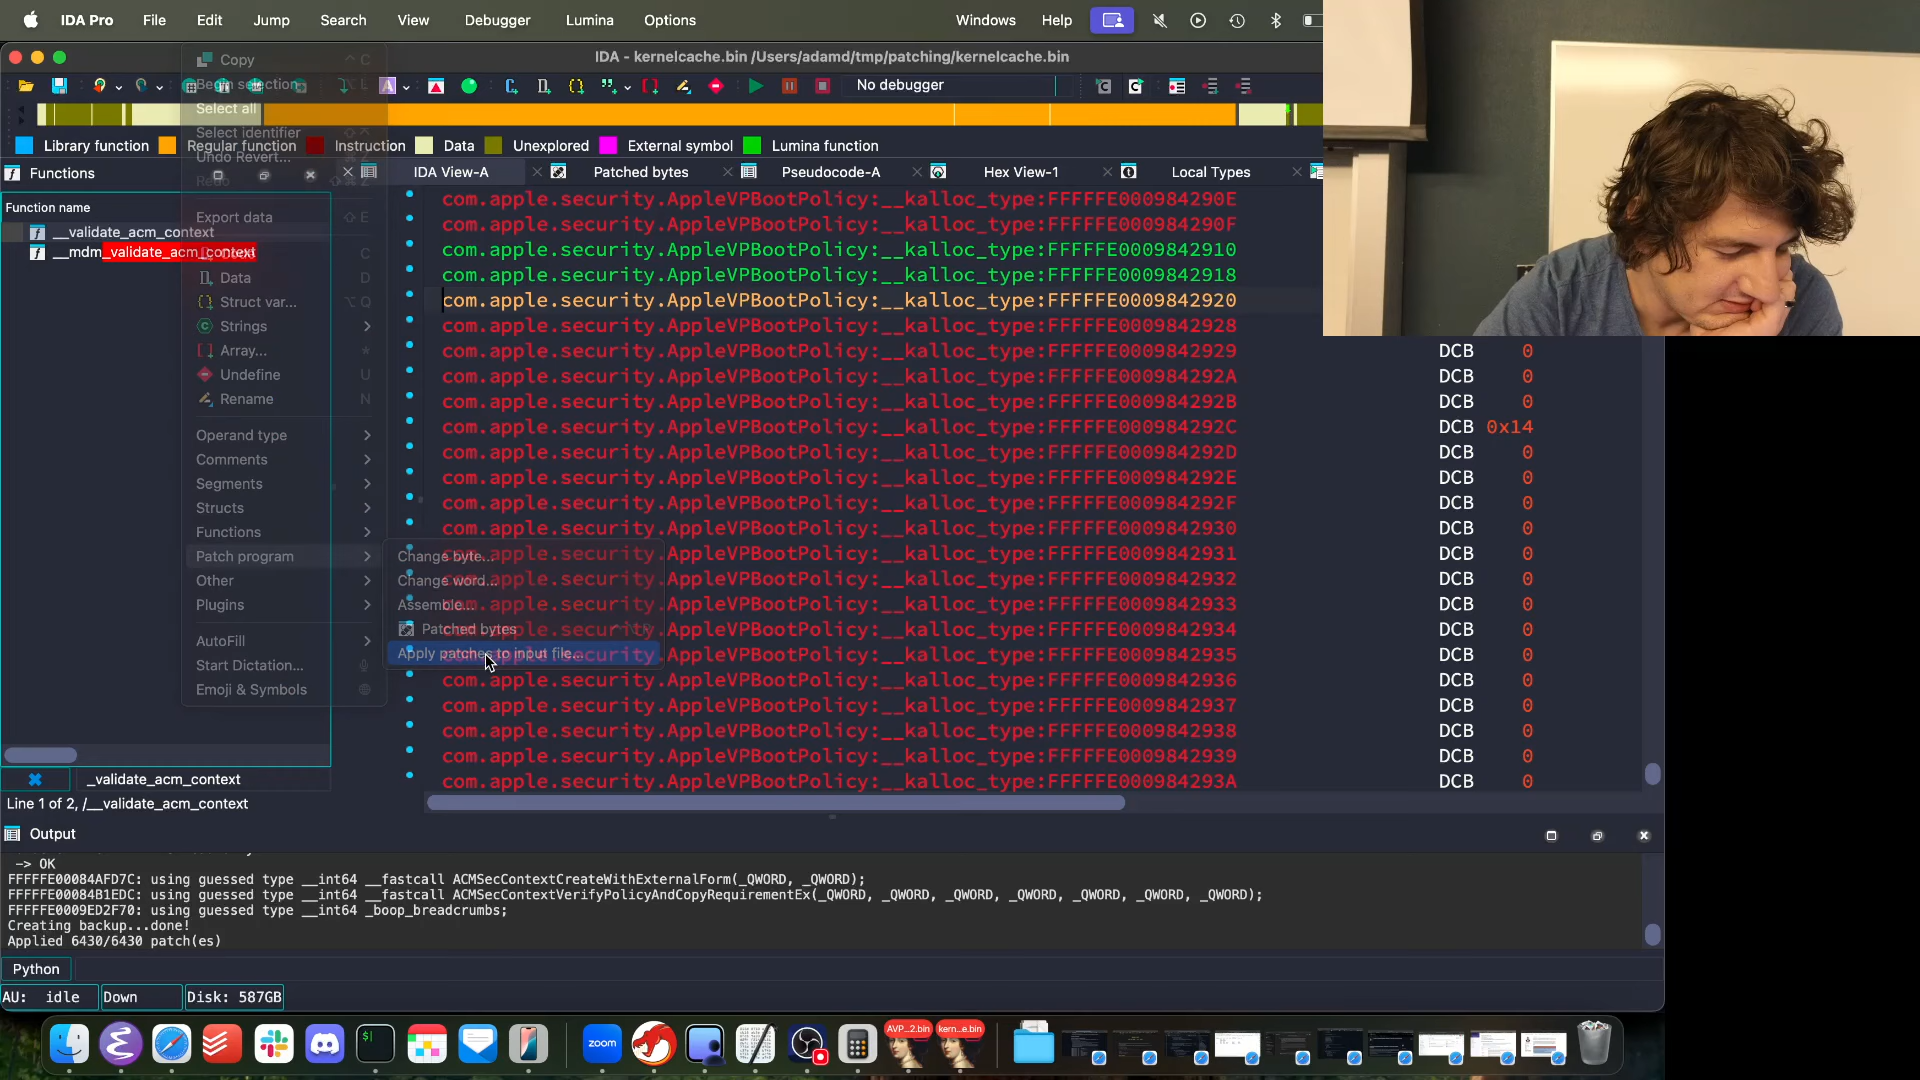 IDA Pro File Edit Jump Search View Debugger Lumina Options Windows Help
IDA - kernelcache.bin /Users/adamd/tmp/patching/kernelcache.bin
No debugger
Library function Regular function Instruction Data Unexplored External symbol Lumina function
Functions
IDA View-A Patched bytes Pseudocode-A Hex View-1 Local Types
Function name
__validate_acm_context
__mdm_validate_acm_context
Copy
Begin selection
Select all
Select identifier
Undo Revert...
Redo
Export data
Code
Data
Struct var...
Strings
Array...
Undefine
Rename
Operand type
Comments
Segments
Structs
Functions
Patch program
Other
Plugins
AutoFill
Start Dictation...
Emoji & Symbols
Change byte...
Change word...
Assemble...
Patched bytes
Apply patches to input file...
com.apple.security.AppleVPBootPolicy:__kalloc_type:FFFFFE000984290E
com.apple.security.AppleVPBootPolicy:__kalloc_type:FFFFFE000984290F
com.apple.security.AppleVPBootPolicy:__kalloc_type:FFFFFE0009842910
com.apple.security.AppleVPBootPolicy:__kalloc_type:FFFFFE0009842918
com.apple.security.AppleVPBootPolicy:__kalloc_type:FFFFFE0009842920
com.apple.security.AppleVPBootPolicy:__kalloc_type:FFFFFE0009842928
com.apple.security.AppleVPBootPolicy:__kalloc_type:FFFFFE0009842929 DCB 0
com.apple.security.AppleVPBootPolicy:__kalloc_type:FFFFFE000984292A DCB 0
com.apple.security.AppleVPBootPolicy:__kalloc_type:FFFFFE000984292B DCB 0
com.apple.security.AppleVPBootPolicy:__kalloc_type:FFFFFE000984292C DCB 0x14
com.apple.security.AppleVPBootPolicy:__kalloc_type:FFFFFE000984292D DCB 0
com.apple.security.AppleVPBootPolicy:__kalloc_type:FFFFFE000984292E DCB 0
com.apple.security.AppleVPBootPolicy:__kalloc_type:FFFFFE000984292F DCB 0
com.apple.security.AppleVPBootPolicy:__kalloc_type:FFFFFE0009842930 DCB 0
com.apple.security.AppleVPBootPolicy:__kalloc_type:FFFFFE0009842931 DCB 0
com.apple.security.AppleVPBootPolicy:__kalloc_type:FFFFFE0009842932 DCB 0
com.apple.security.AppleVPBootPolicy:__kalloc_type:FFFFFE0009842933 DCB 0
com.apple.security.AppleVPBootPolicy:__kalloc_type:FFFFFE0009842934 DCB 0
com.apple.security.AppleVPBootPolicy:__kalloc_type:FFFFFE0009842935 DCB 0
com.apple.security.AppleVPBootPolicy:__kalloc_type:FFFFFE0009842936 DCB 0
com.apple.security.AppleVPBootPolicy:__kalloc_type:FFFFFE0009842937 DCB 0
com.apple.security.AppleVPBootPolicy:__kalloc_type:FFFFFE0009842938 DCB 0
com.apple.security.AppleVPBootPolicy:__kalloc_type:FFFFFE0009842939 DCB 0
com.apple.security.AppleVPBootPolicy:__kalloc_type:FFFFFE000984293A DCB 0
_validate_acm_context
Line 1 of 2, /__validate_acm_context
Output
-> OK
FFFFFE00084AFD7C: using guessed type __int64 __fastcall ACMSecContextCreateWithExternalForm(_QWORD, _QWORD);
FFFFFE00084B1EDC: using guessed type __int64 __fastcall ACMSecContextVerifyPolicyAndCopyRequirementEx(_QWORD, _QWORD, _QWORD, _QWORD, _QWORD, _QWORD, _QWORD);
FFFFFE0009ED2F70: using guessed type __int64 _boop_breadcrumbs;
Creating backup...done!
Applied 6430/6430 patch(es)
Python
AU: idle Down Disk: 587GB
zoom AVP...2.bin kern...e.bin